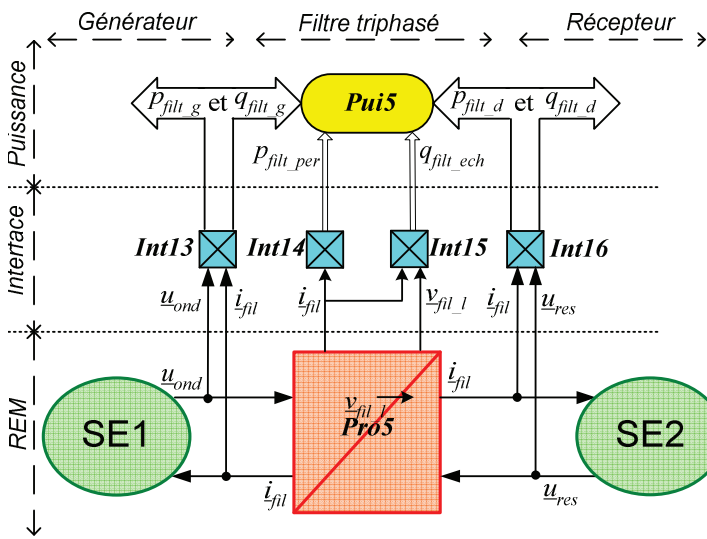 Générateur Filtre triphasé Récepteur
Puissance
p_filt_g et q_filt_g
Pui5
p_filt_d et q_filt_d
p_filt_per
q_filt_ech
Interface
Int13
Int14
Int15
Int16
u_ond
i_fil
i_fil
v_fil_l
i_fil
u_res
REM
u_ond
SE1
v_fil_l
Pro5
i_fil
SE2
i_fil
u_res